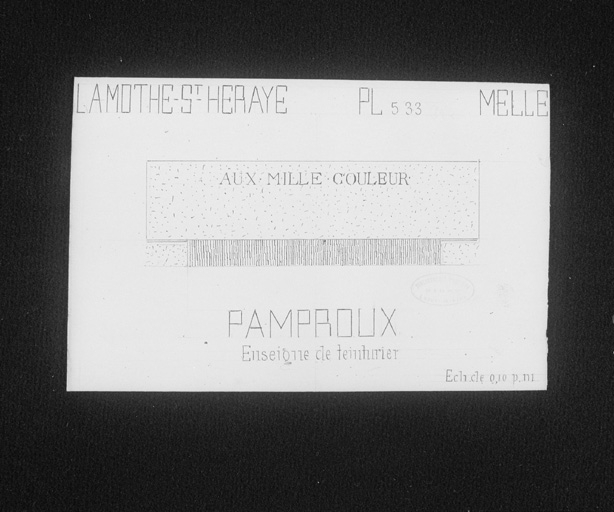 LAMOTHE-ST HERAYE PL 533 MELLE
AUX·MILLE·COULEUR
PAMPROUX
Enseigne de teinturier
Ech. de 0,10 p. m